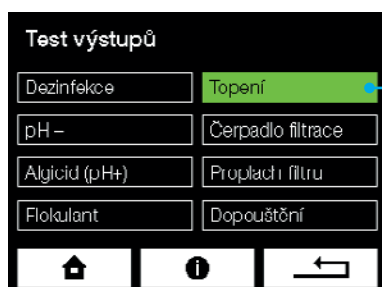 Test výstupů
Dezinfekce
Topení
pH –
Čerpadlo filtrace
Algicid (pH+)
Proplach filtru
Flokulant
Dopouštění